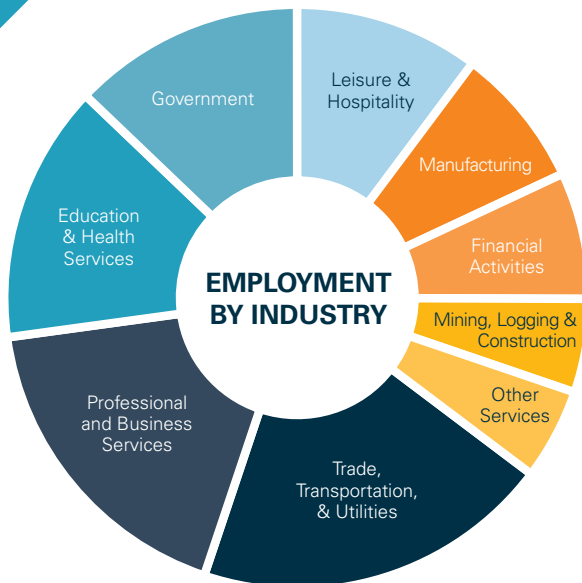 Leisure &
Hospitality
Manufacturing
Financial
Activities
Mining, Logging &
Construction
Other
Services
Trade,
Transportation,
& Utilities
Professional
and Business
Services
Education
& Health
Services
Government
EMPLOYMENT
BY INDUSTRY